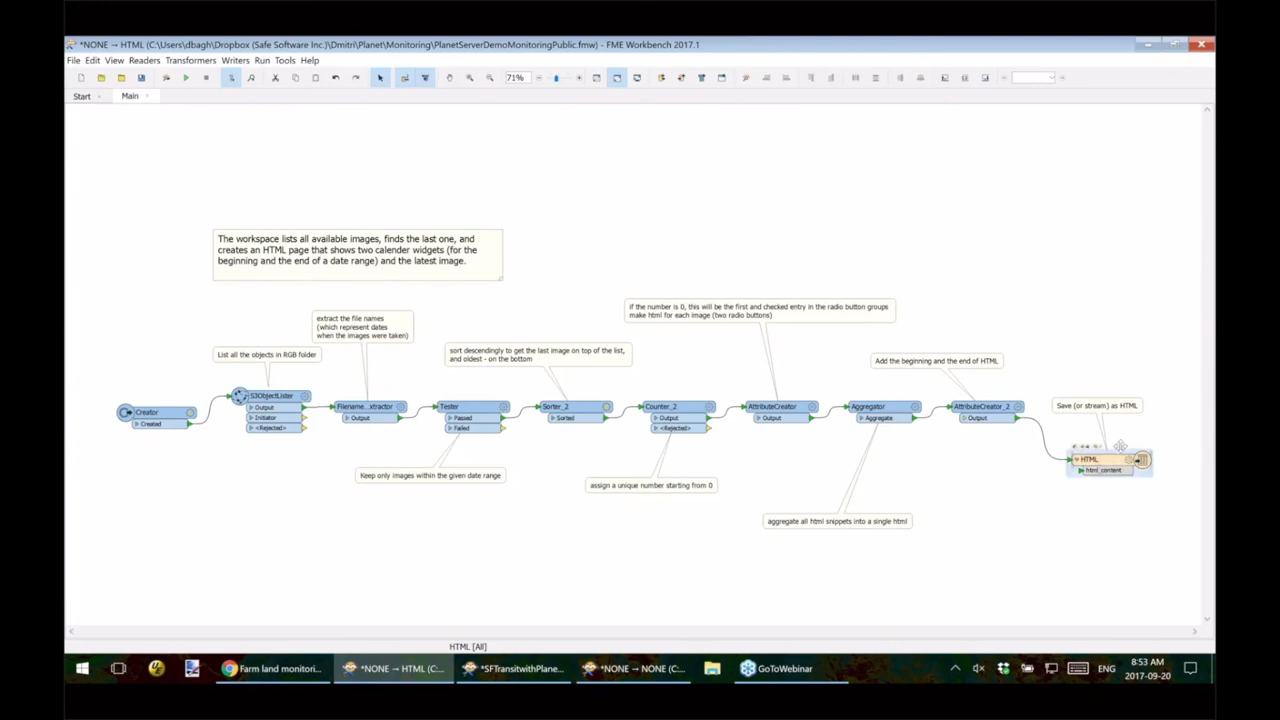 *NONE → HTML (C:\Users\dbagh\Dropbox (Safe Software Inc.)\Dmitri\Planet\Monitoring\PlanetServerDemoMonitoringPublic.fmw) - FME Workbench 2017.1
File Edit View Readers Transformers Writers Run Tools Help
71%
Start Main
The workspace lists all available images, finds the last one, and
creates an HTML page that shows two calender widgets (for the
beginning and the end of a date range) and the latest image.
if the number is 0, this will be the first and checked entry in the radio button groups
make html for each image (two radio buttons)
extract the file names
(which represent dates
when the images were taken)
List all the objects in RGB folder
sort descendingly to get the last image on top of the list,
and oldest - on the bottom
Add the beginning and the end of HTML
Save (or stream) as HTML
Creator
Created
S3ObjectLister
Output
Initiator
<Rejected>
Filename...xtractor
Output
Tester
Passed
Failed
Sorter_2
Sorted
Counter_2
Output
<Rejected>
AttributeCreator
Output
Aggregator
Aggregate
AttributeCreator_2
Output
HTML
html_content
Keep only images within the given date range
assign a unique number starting from 0
aggregate all html snippets into a single html
HTML [All]
Farm land monitori...
*NONE → HTML (C:...
*SFTransitwithPlane...
*NONE → NONE (C:...
GoToWebinar
ENG
8:53 AM
2017-09-20